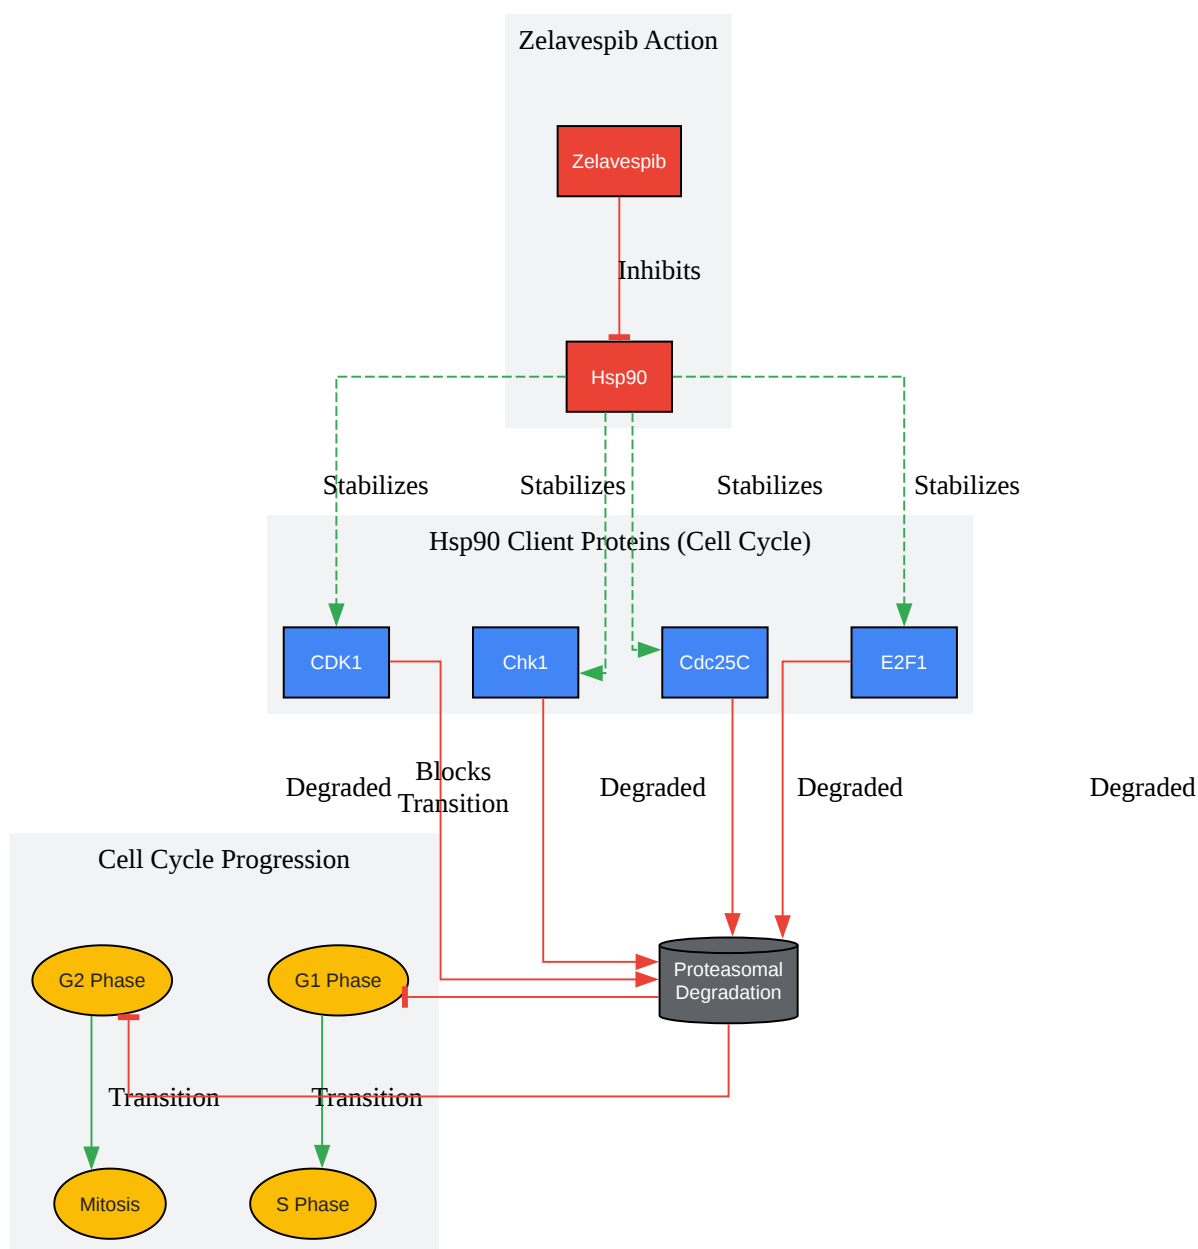 Zelavespib Action
Zelavespib
Inhibits
Hsp90
Stabilizes
Stabilizes
Stabilizes
Stabilizes
Hsp90 Client Proteins (Cell Cycle)
CDK1
Chk1
Cdc25C
E2F1
Degraded
Blocks
Transition
Degraded
Degraded
Degraded
Cell Cycle Progression
G2 Phase
G1 Phase
Proteasomal
Degradation
Transition
Transition
Mitosis
S Phase